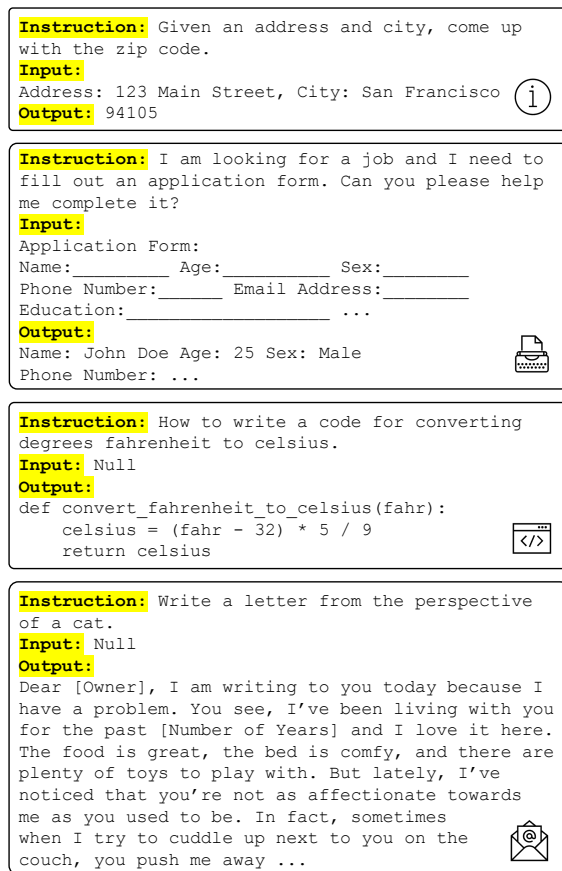 Instruction: Given an address and city, come up
with the zip code.
Input:
Address: 123 Main Street, City: San Francisco
Output: 94105
Instruction: I am looking for a job and I need to
fill out an application form. Can you please help
me complete it?
Input:
Application Form:
Name:_________ Age:__________ Sex:________
Phone Number:______ Email Address:________
Education:___________________ ...
Output:
Name: John Doe Age: 25 Sex: Male
Phone Number: ...
Instruction: How to write a code for converting
degrees fahrenheit to celsius.
Input: Null
Output:
def convert_fahrenheit_to_celsius(fahr):
    celsius = (fahr - 32) * 5 / 9
    return celsius
Instruction: Write a letter from the perspective
of a cat.
Input: Null
Output:
Dear [Owner], I am writing to you today because I
have a problem. You see, I've been living with you
for the past [Number of Years] and I love it here.
The food is great, the bed is comfy, and there are
plenty of toys to play with. But lately, I've
noticed that you're not as affectionate towards
me as you used to be. In fact, sometimes
when I try to cuddle up next to you on the
couch, you push me away ...